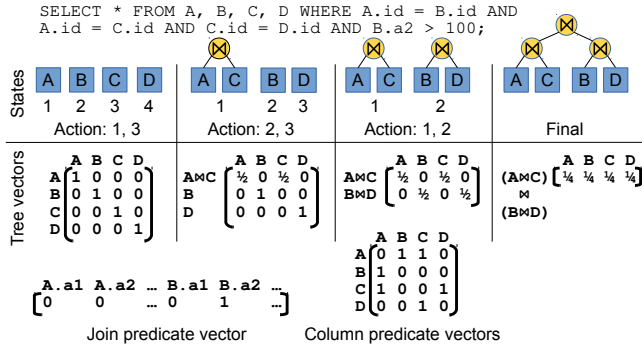 SELECT * FROM A, B, C, D WHERE A.id = B.id AND
A.id = C.id AND C.id = D.id AND B.a2 > 100;
States
⋈ ⋈ ⋈ ⋈ ⋈ ⋈
A B C D A C B D A C B D A C B D
1 2 3 4 1 2 3 1 2
Action: 1, 3 Action: 2, 3 Action: 1, 2 Final
Tree vectors
A B C D
A 1 0 0 0
B 0 1 0 0
C 0 0 1 0
D 0 0 0 1
A B C D
A⋈C ½ 0 ½ 0
B 0 1 0 0
D 0 0 0 1
A B C D
A⋈C ½ 0 ½ 0
B⋈D 0 ½ 0 ½
A B C D
(A⋈C) ¼ ¼ ¼ ¼
⋈
(B⋈D)
A.a1 A.a2 … B.a1 B.a2 …
0 0 … 0 1 …
Join predicate vector
A B C D
A 0 1 1 0
B 1 0 0 0
C 1 0 0 1
D 0 0 1 0
Column predicate vectors